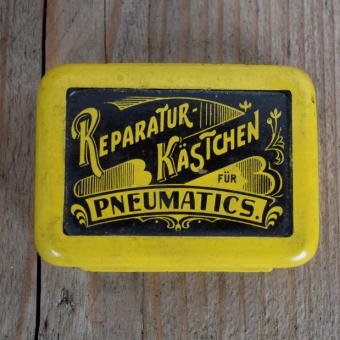 REPARATUR-
KÄSTCHEN
FÜR
PNEUMATICS.